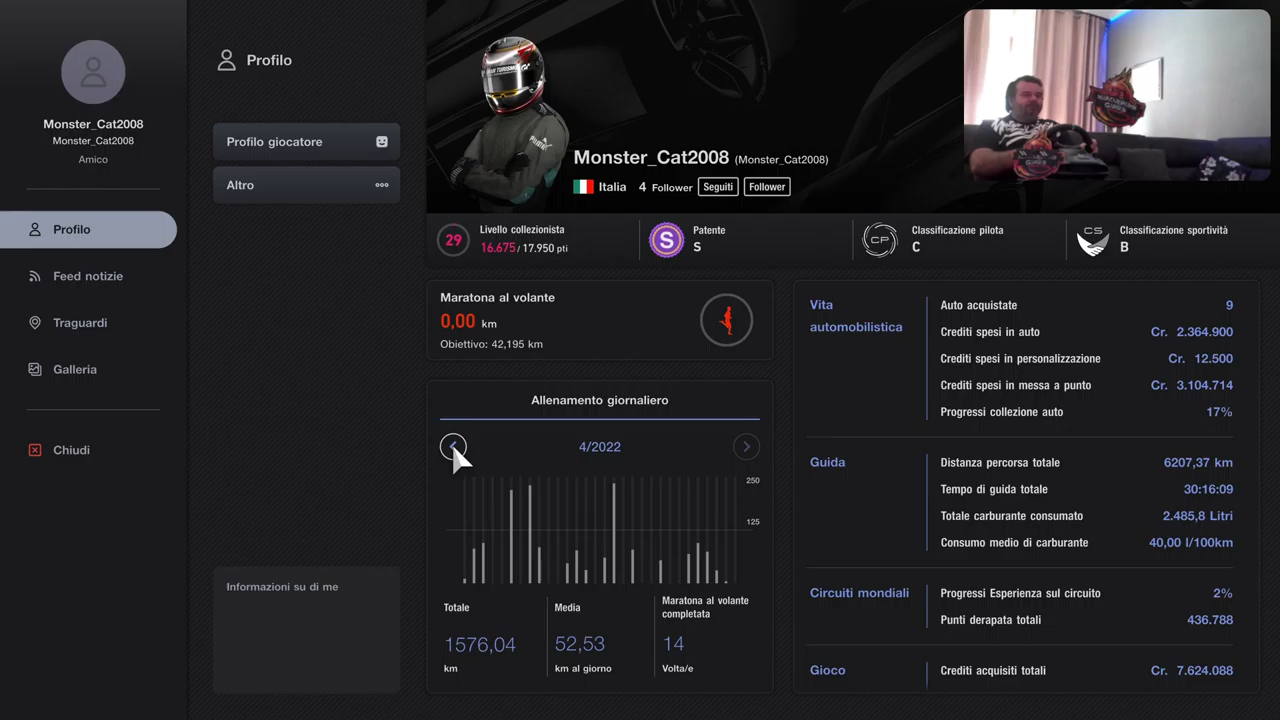 Monster_Cat2008
Monster_Cat2008
Amico
Profilo
Feed notizie
Traguardi
Galleria
Chiudi
Profilo
Profilo giocatore
Altro
Informazioni su di me
GRAN TURISMO
Monster_Cat2008 (Monster_Cat2008)
Italia 4 Follower Seguiti Follower
29 Livello collezionista
16.675 / 17.950 pti
S Patente
S
CP Classificazione pilota
C
CS Classificazione sportività
B
Maratona al volante
0,00 km
Obiettivo: 42,195 km
Allenamento giornaliero
4/2022
250
125
Totale
1576,04
km
Media
52,53
km al giorno
Maratona al volante
completata
14
Volta/e
Vita
automobilistica
Auto acquistate 9
Crediti spesi in auto Cr. 2.364.900
Crediti spesi in personalizzazione Cr. 12.500
Crediti spesi in messa a punto Cr. 3.104.714
Progressi collezione auto 17%
Guida
Distanza percorsa totale 6207,37 km
Tempo di guida totale 30:16:09
Totale carburante consumato 2.485,8 Litri
Consumo medio di carburante 40,00 l/100km
Circuiti mondiali
Progressi Esperienza sul circuito 2%
Punti derapata totali 436.788
Gioco
Crediti acquisiti totali Cr. 7.624.088